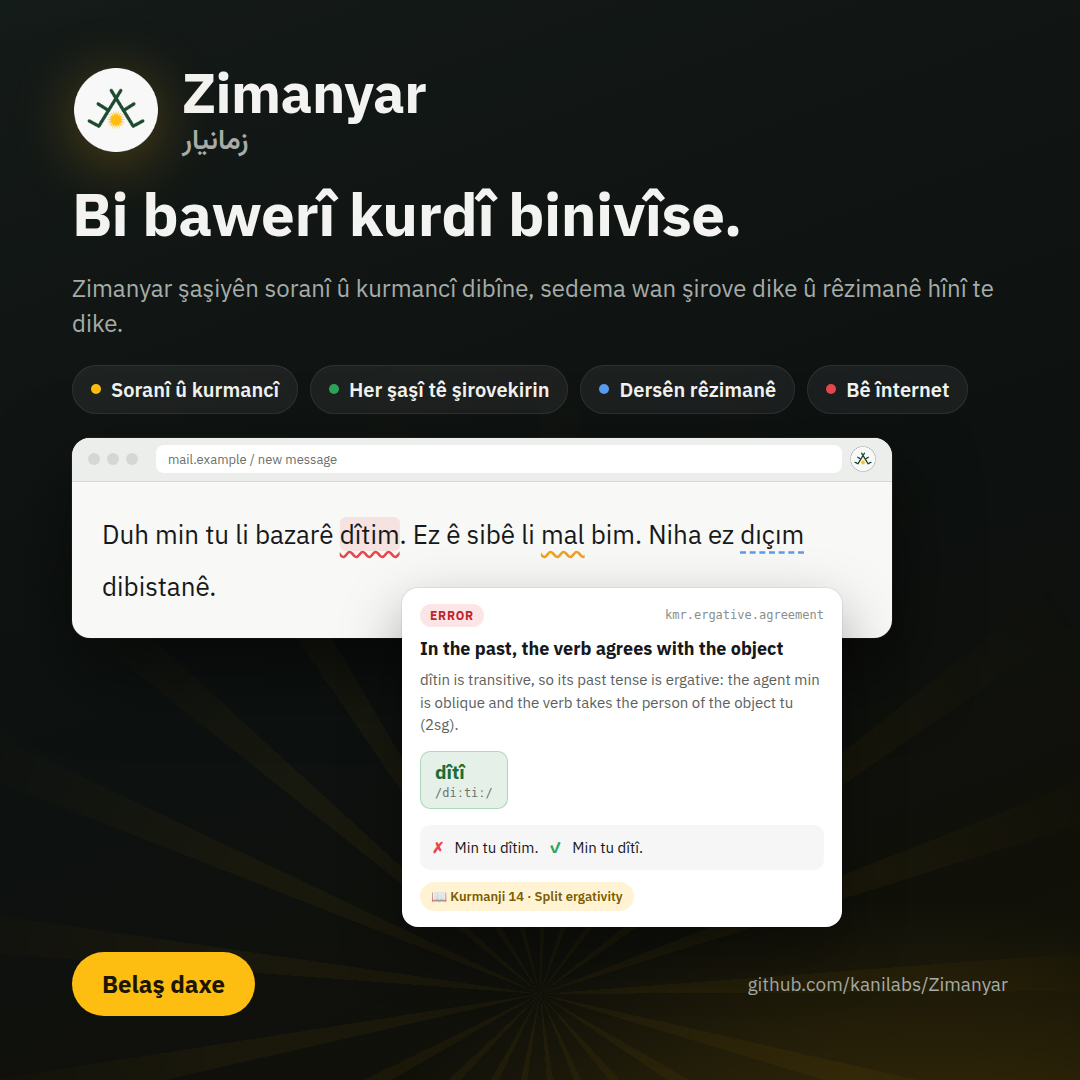 Zimanyar
زمانیار
Bi bawerî kurdî binivîse.
Zimanyar şaşiyên soranî û kurmancî dibîne, sedema wan şirove dike û rêzimanê hînî te
dike.
Soranî û kurmancî
Her şaşî tê şirovekirin
Dersên rêzimanê
Bê înternet
mail.example / new message
Duh min tu li bazarê dîtim. Ez ê sibê li mal bim. Niha ez dıçım
dibistanê.
ERROR
kmr.ergative.agreement
In the past, the verb agrees with the object
dîtin is transitive, so its past tense is ergative: the agent min
is oblique and the verb takes the person of the object tu
(2sg).
dîtî
/diːtiː/
✗ Min tu dîtim. ✓ Min tu dîtî.
📖 Kurmanji 14 · Split ergativity
Belaş daxe
github.com/kanilabs/Zimanyar